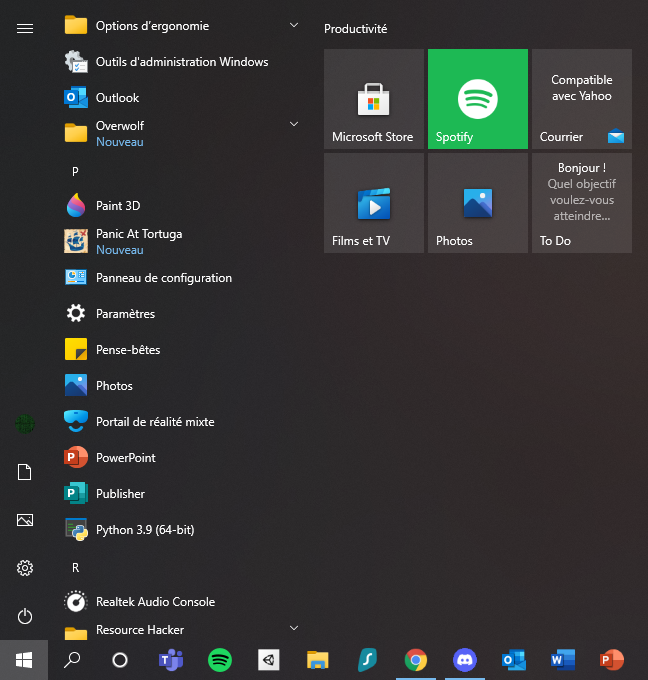 Options d'ergonomie
Outils d'administration Windows
Outlook
Overwolf
Nouveau
P
Paint 3D
Panic At Tortuga
Nouveau
Panneau de configuration
Paramètres
Pense-bêtes
Photos
Portail de réalité mixte
PowerPoint
Publisher
Python 3.9 (64-bit)
R
Realtek Audio Console
Resource Hacker
Productivité
Microsoft Store
Spotify
Compatible
avec Yahoo
Courrier
Films et TV
Photos
Bonjour !
Quel objectif
voulez-vous
atteindre...
To Do